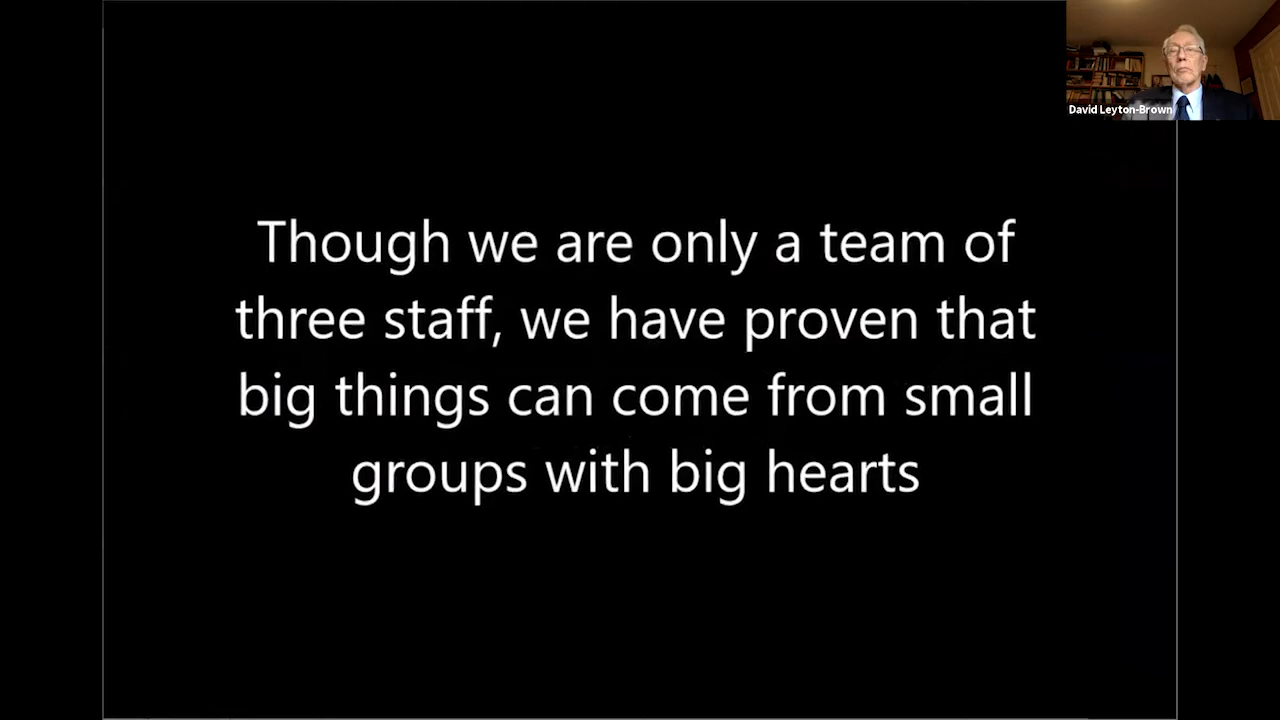 David Leyton-Brown
Though we are only a team of
three staff, we have proven that
big things can come from small
groups with big hearts